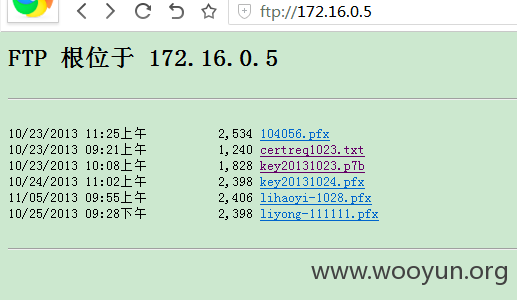 ftp://172.16.0.5
FTP 根位于 172.16.0.5
10/23/2013 11:25上午 2,534 104056.pfx
10/23/2013 09:21上午 1,240 certreq1023.txt
10/23/2013 10:08上午 1,828 key20131023.p7b
10/24/2013 11:02上午 2,398 key20131024.pfx
11/05/2013 09:55上午 2,406 lihaoyi-1028.pfx
10/25/2013 09:28下午 2,398 liyong-111111.pfx
www.wooyun.org